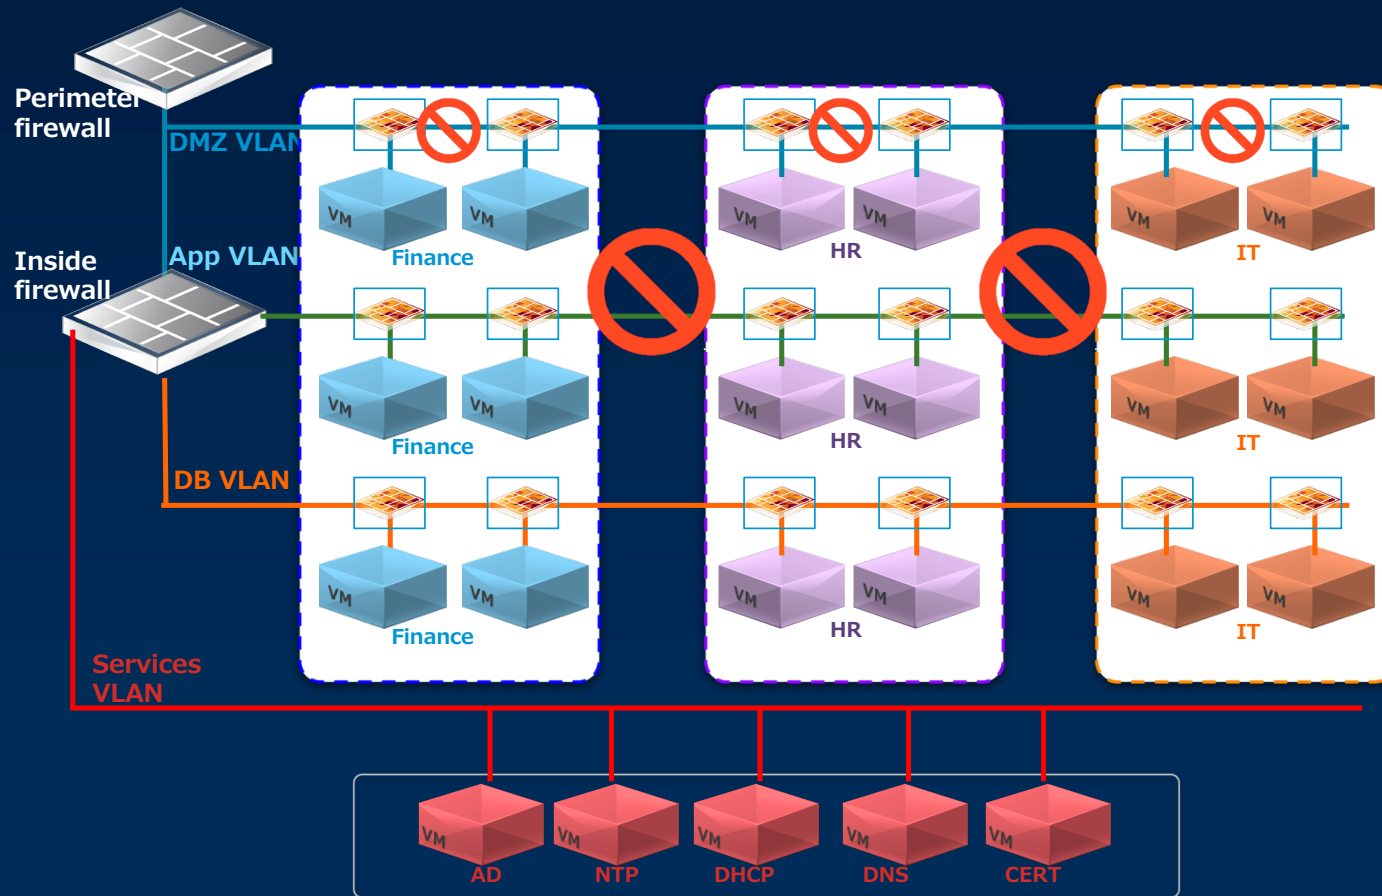 Perimeter
firewall
DMZ VLAN
VM VM VM VM VM VM
Finance HR IT
Inside
firewall
App VLAN
VM VM VM VM VM VM
Finance HR IT
DB VLAN
VM VM VM VM VM VM
Finance HR IT
Services
VLAN
VM VM VM VM VM
AD NTP DHCP DNS CERT